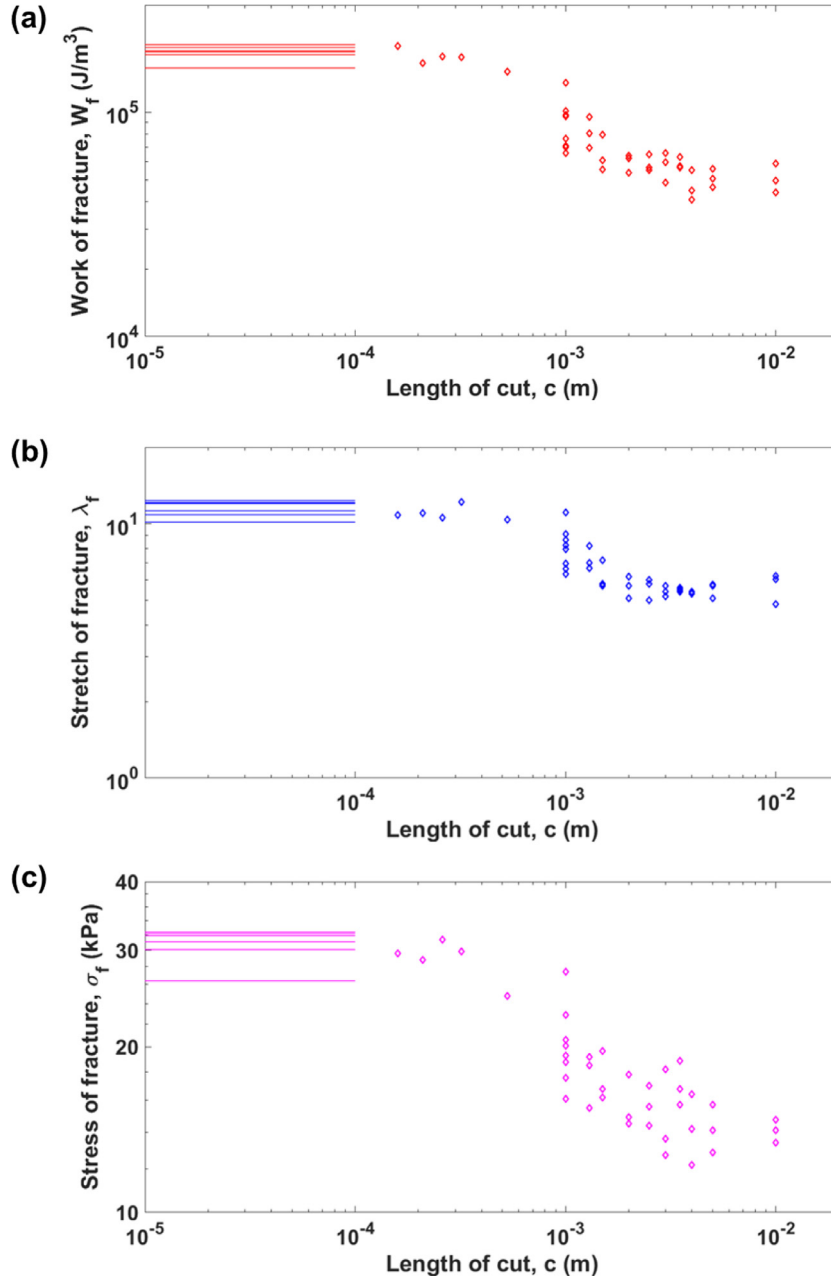 (a)
Work of fracture, W_f (J/m^3)
10^5
10^4
10^-5
10^-4
10^-3
10^-2
Length of cut, c (m)
(b)
Stretch of fracture, λ_f
10^1
10^0
10^-4
10^-3
10^-2
Length of cut, c (m)
(c)
Stress of fracture, σ_f (kPa)
40
30
20
10
10^-5
10^-4
10^-3
10^-2
Length of cut, c (m)